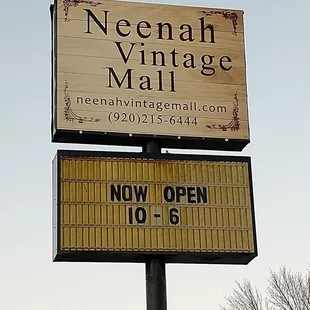 Neenah
Vintage
Mall
neenahvintagemall.com
(920)215-6444
NOW OPEN
10 - 6